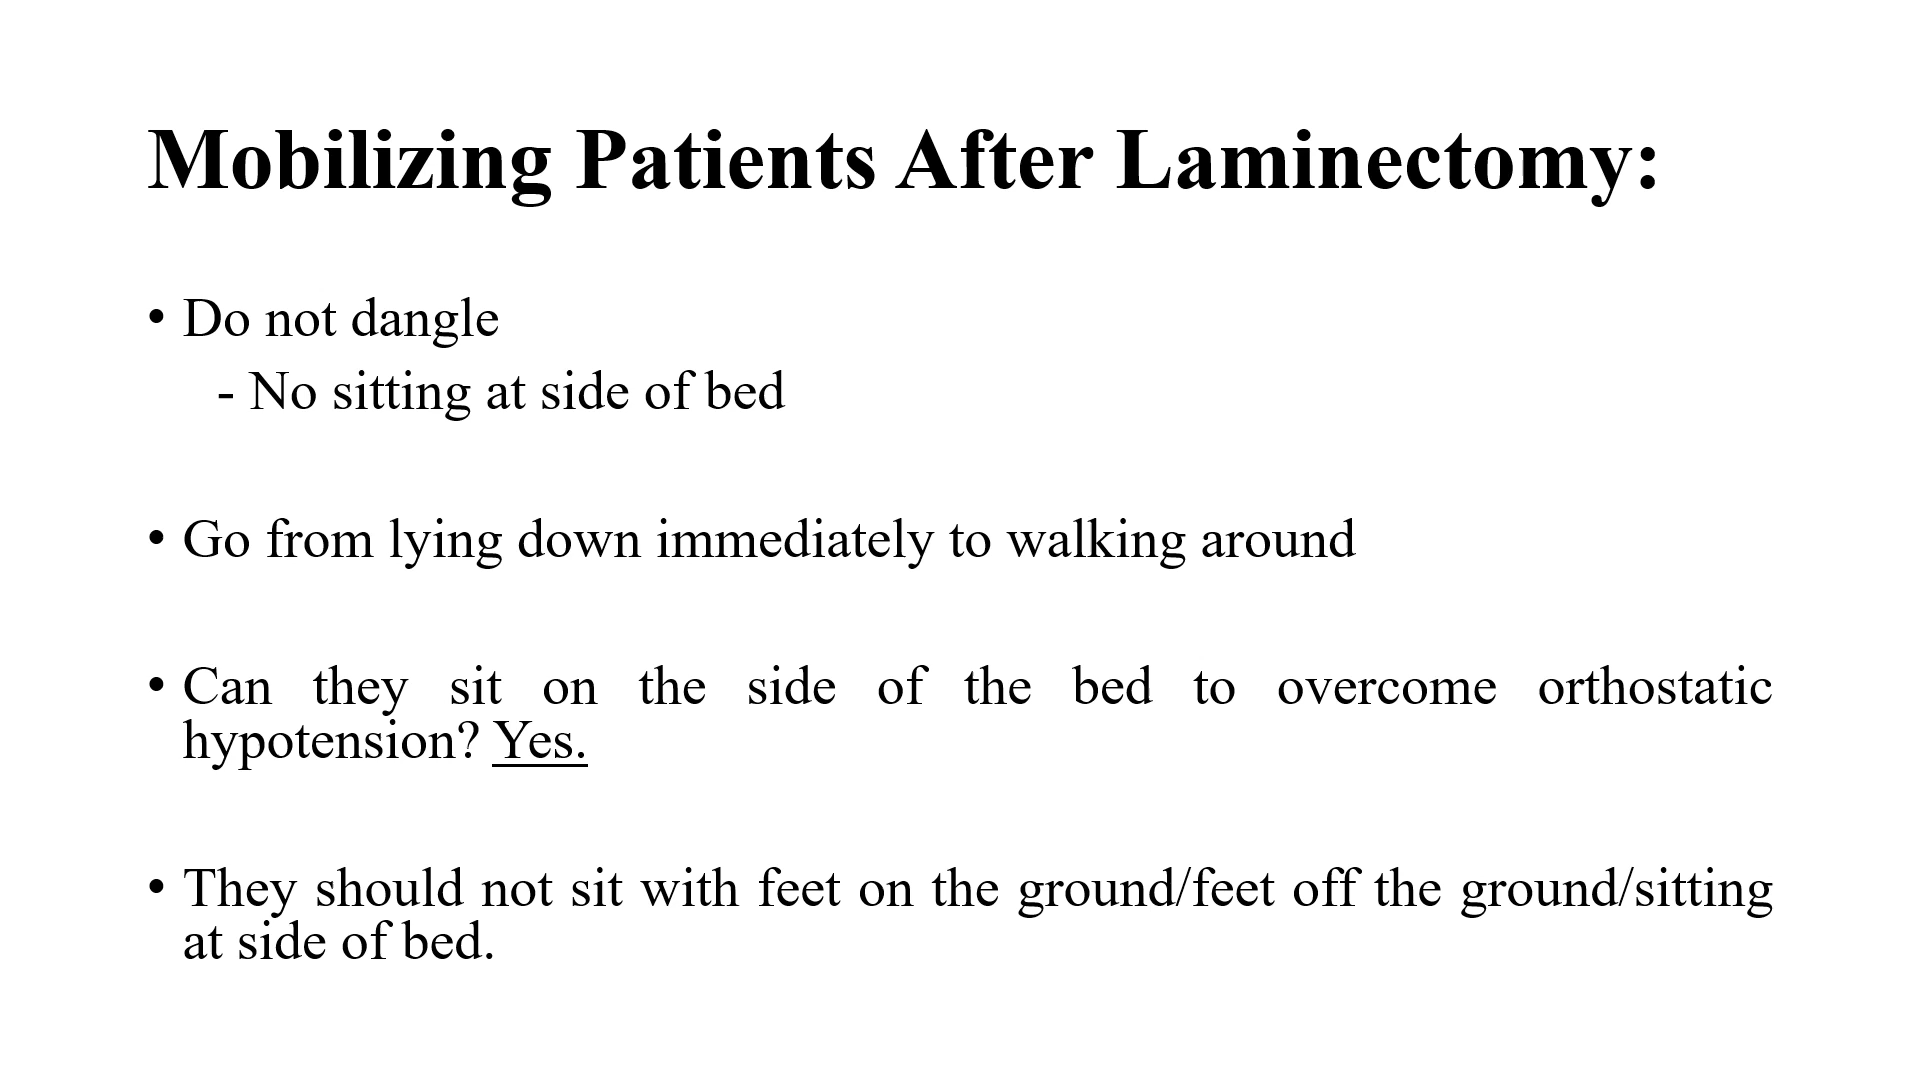 Mobilizing Patients After Laminectomy:
• Do not dangle
- No sitting at side of bed
• Go from lying down immediately to walking around
• Can they sit on the side of the bed to overcome orthostatic
hypotension? Yes.
• They should not sit with feet on the ground/feet off the ground/sitting
at side of bed.